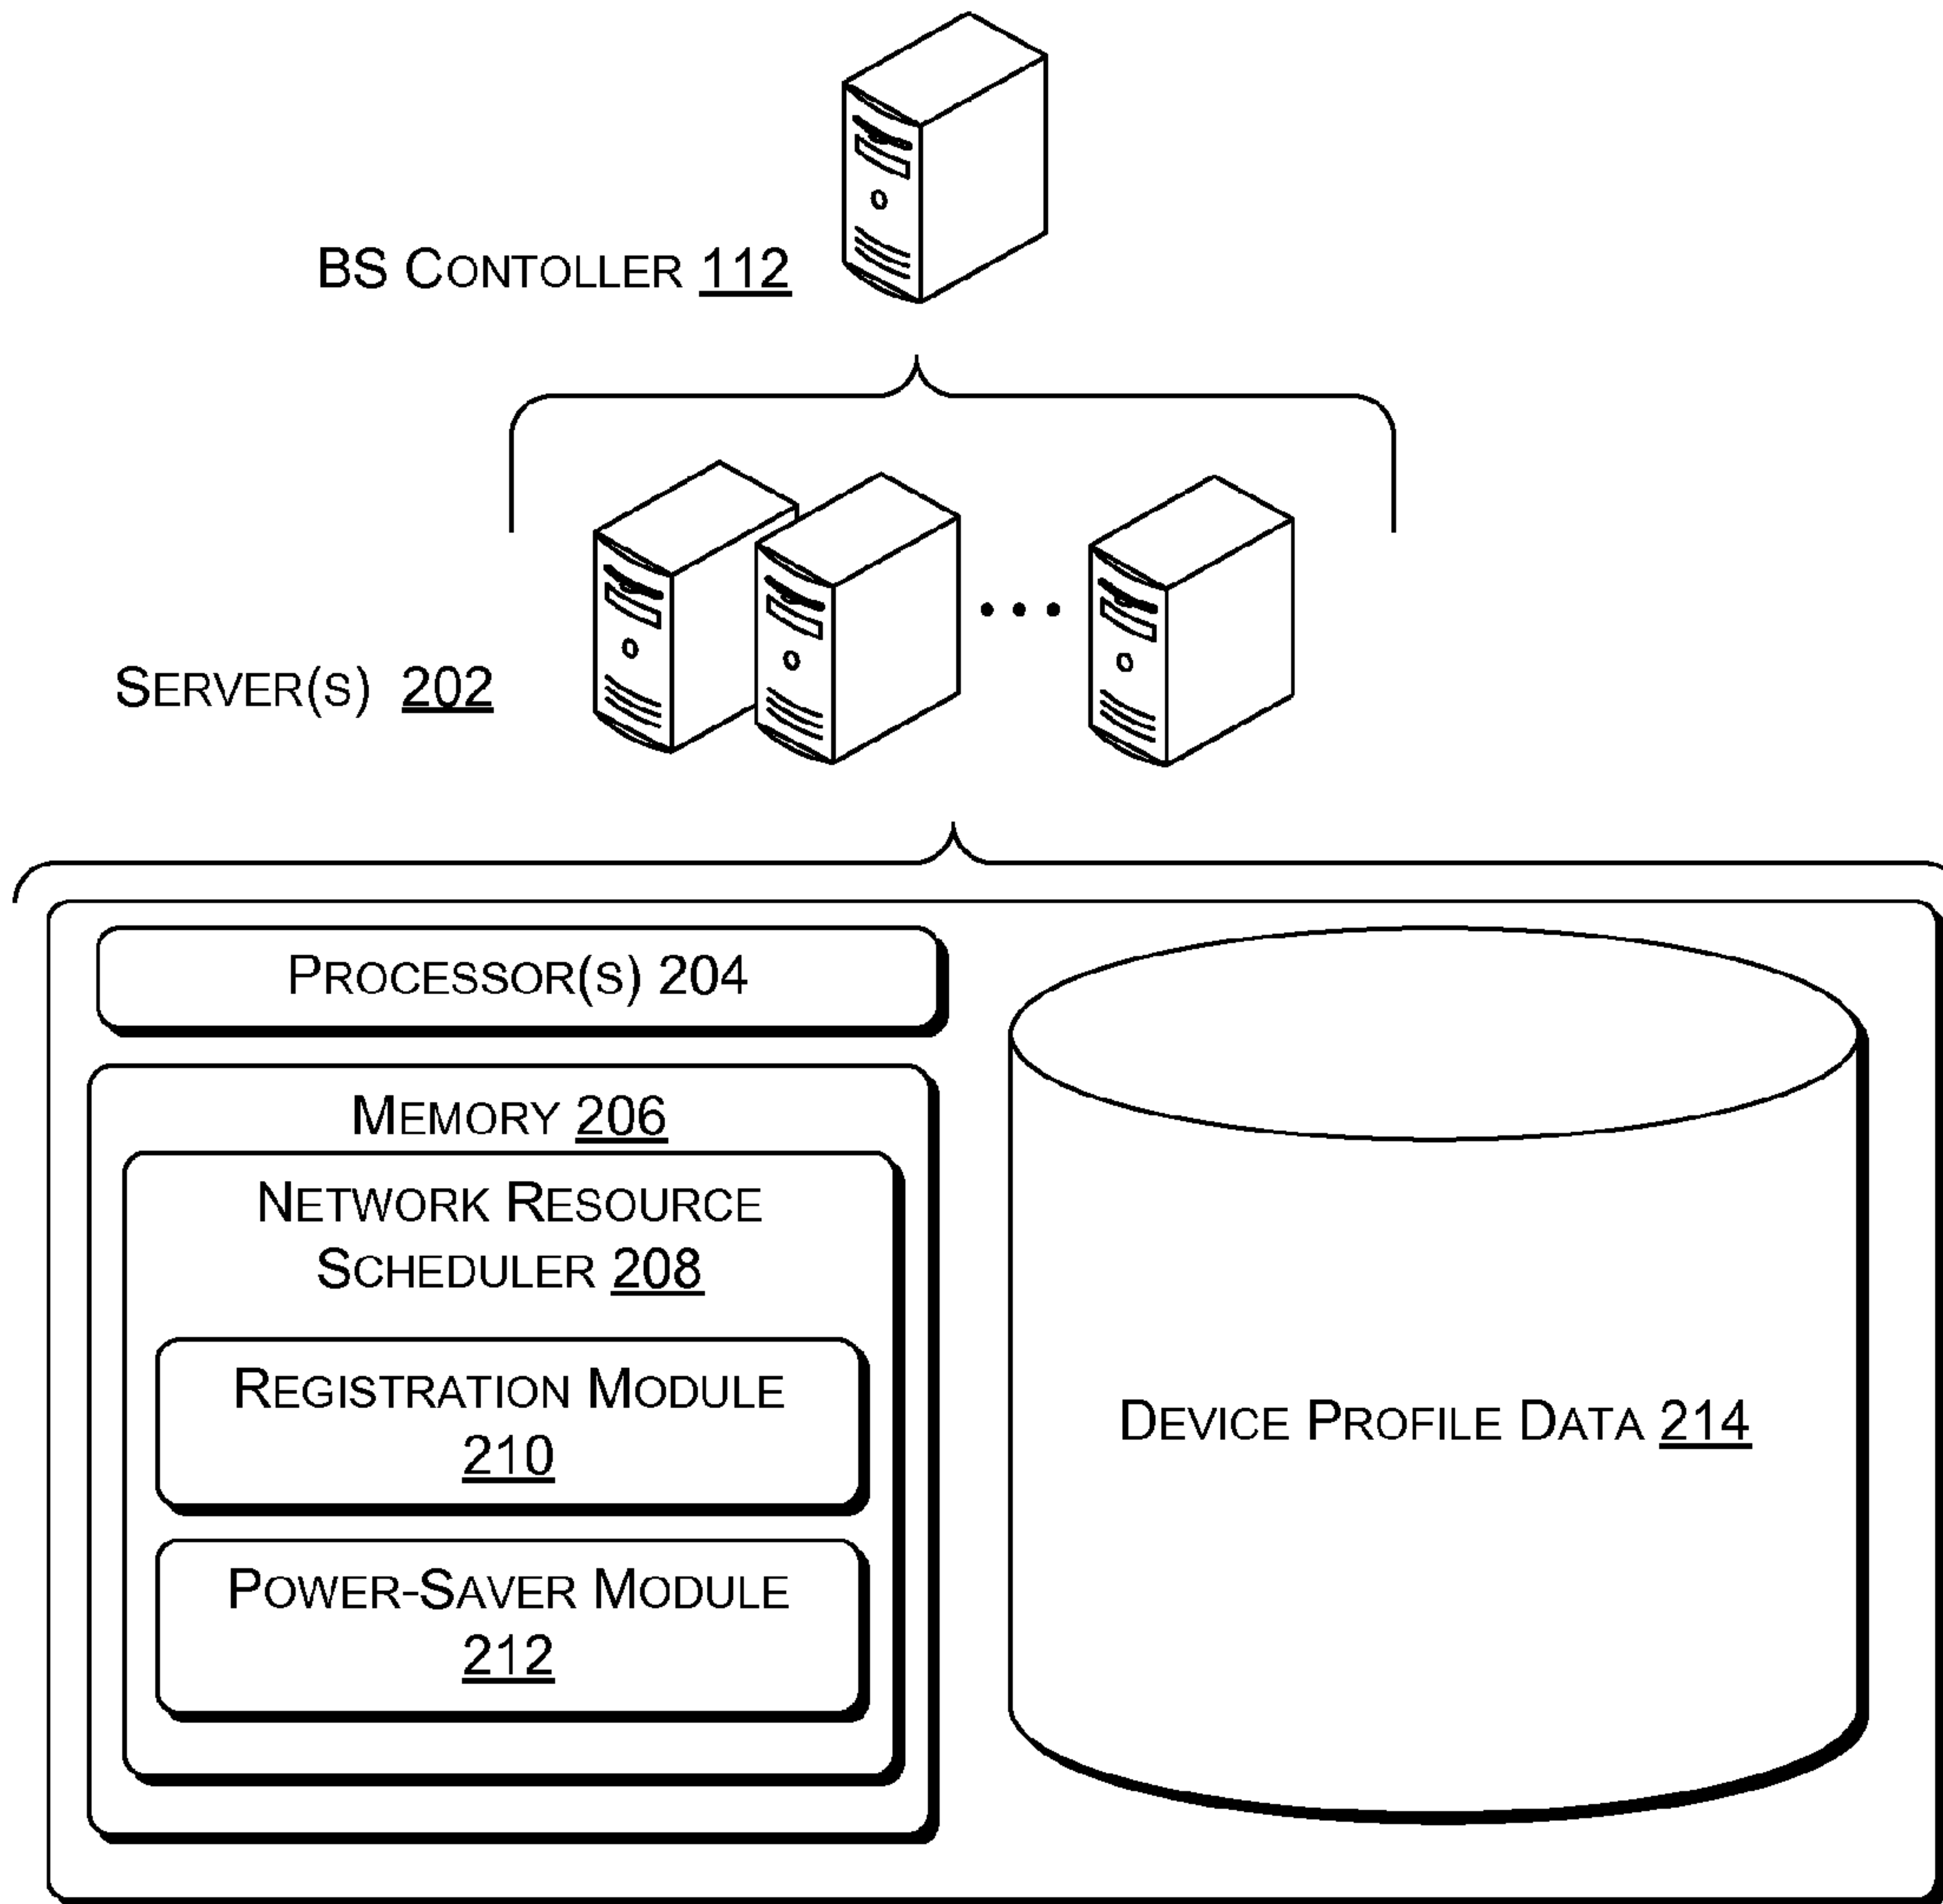 BS CONTOLLER 112
SERVER(S) 202
PROCESSOR(S) 204
MEMORY 206
NETWORK RESOURCE
SCHEDULER 208
REGISTRATION MODULE
210
POWER-SAVER MODULE
212
DEVICE PROFILE DATA 214